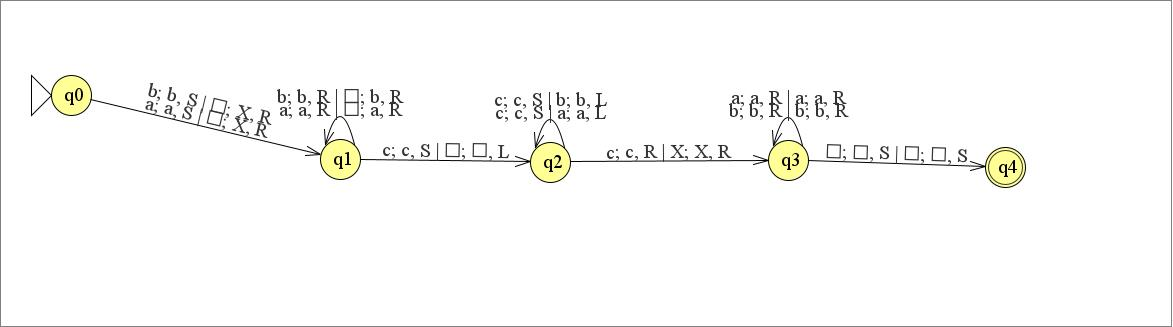 q0
b; b, S | □; X, R
a; a, S | □; X, R
b; b, R | □; b, R
a; a, R | □; a, R
q1
c; c, S | □; □, L
c; c, S | b; b, L
c; c, S | a; a, L
q2
c; c, R | X; X, R
a; a, R | a; a, R
b; b, R | b; b, R
q3
□; □, S | □; □, S
q4